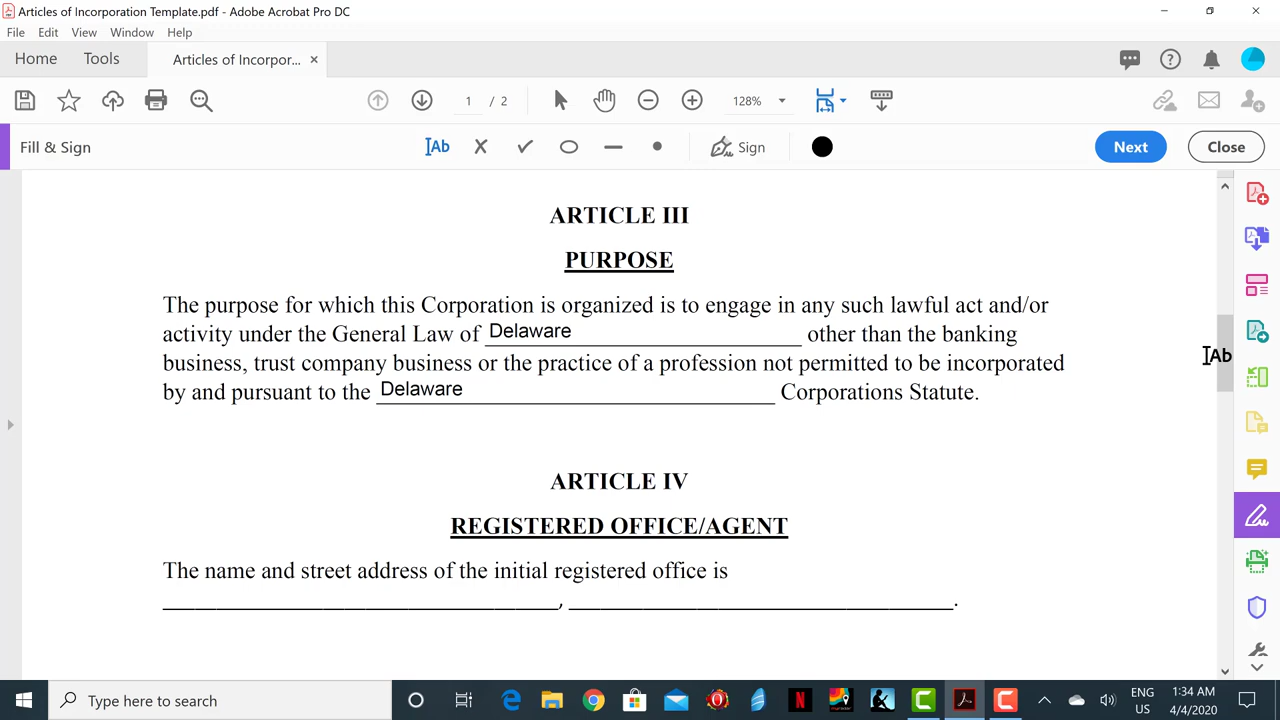 Articles of Incorporation Template.pdf - Adobe Acrobat Pro DC
File Edit View Window Help
Home Tools Articles of Incorpor... ×
1 / 2 128%
Fill & Sign Ab Sign Next Close
ARTICLE III
PURPOSE
The purpose for which this Corporation is organized is to engage in any such lawful act and/or
activity under the General Law of Delaware other than the banking
business, trust company business or the practice of a profession not permitted to be incorporated
by and pursuant to the Delaware Corporations Statute.
Ab
ARTICLE IV
REGISTERED OFFICE/AGENT
The name and street address of the initial registered office is
____________________, ____________________.
Type here to search
ENG
US
1:34 AM
4/4/2020